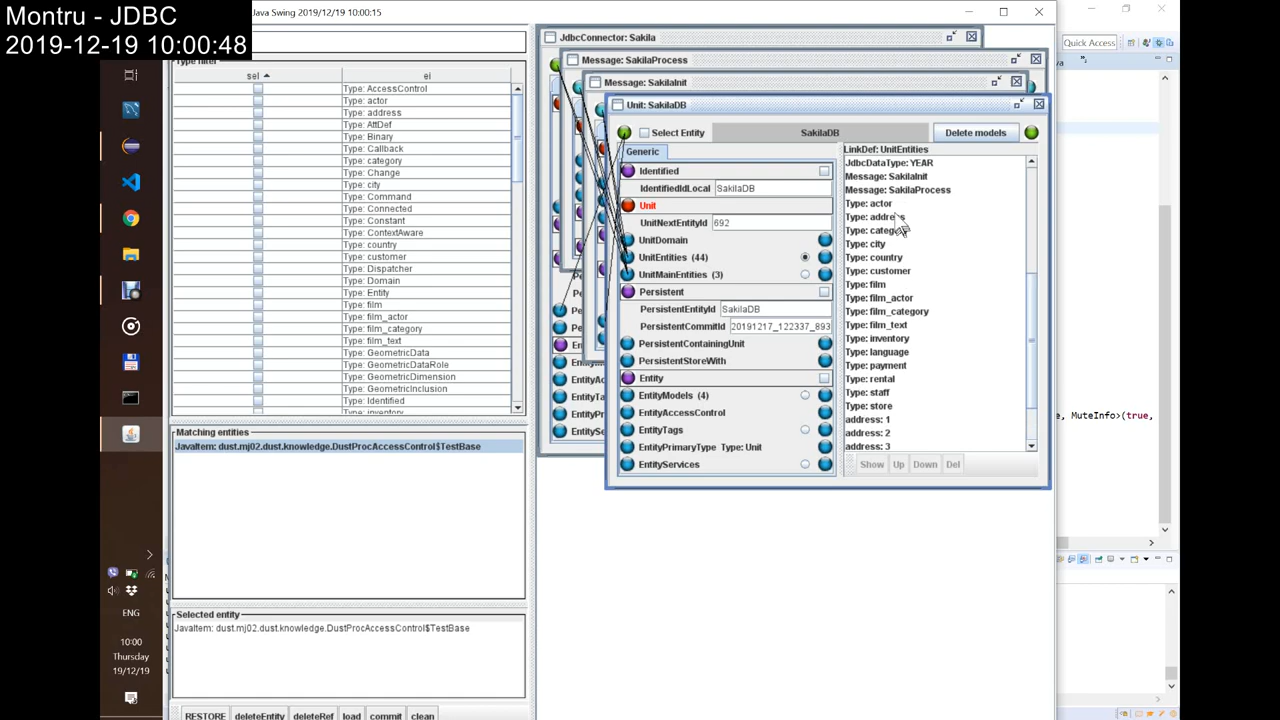 Montru - JDBC
2019-12-19 10:00:48
Java Swing 2019/12/19 10:00:15
Quick Access
Type filter
sel
ei
Type: AccessControl
Type: actor
Type: address
Type: AttDef
Type: Binary
Type: Callback
Type: category
Type: Change
Type: city
Type: Command
Type: Connected
Type: Constant
Type: ContextAware
Type: country
Type: customer
Type: Dispatcher
Type: Domain
Type: Entity
Type: film
Type: film_actor
Type: film_category
Type: film_text
Type: GeometricData
Type: GeometricDataRole
Type: GeometricDimension
Type: GeometricInclusion
Type: Identified
Type: inventory
Matching entities
JavaItem: dust.mj02.dust.knowledge.DustProcAccessControl$TestBase
Selected entity
JavaItem: dust.mj02.dust.knowledge.DustProcAccessControl$TestBase
RESTORE deleteEntity deleteRef load commit clean
JdbcConnector: Sakila
Message: SakilaProcess
Message: SakilaInit
Unit: SakilaDB
Select Entity
SakilaDB
Delete models
Generic
Identified
IdentifiedIdLocal SakilaDB
Unit
UnitNextEntityId 692
UnitDomain
UnitEntities (44)
UnitMainEntities (3)
Persistent
PersistentEntityId SakilaDB
PersistentCommitId 20191217_122337_893
PersistentContainingUnit
PersistentStoreWith
Entity
EntityModels (4)
EntityAccessControl
EntityTags
EntityPrimaryType Type: Unit
EntityServices
LinkDef: UnitEntities
JdbcDataType: YEAR
Message: SakilaInit
Message: SakilaProcess
Type: actor
Type: address
Type: category
Type: city
Type: country
Type: customer
Type: film
Type: film_actor
Type: film_category
Type: film_text
Type: inventory
Type: language
Type: payment
Type: rental
Type: staff
Type: store
address: 1
address: 2
address: 3
Show Up Down Del
, MuteInfo>(true,
ENG
10:00
Thursday
19/12/19